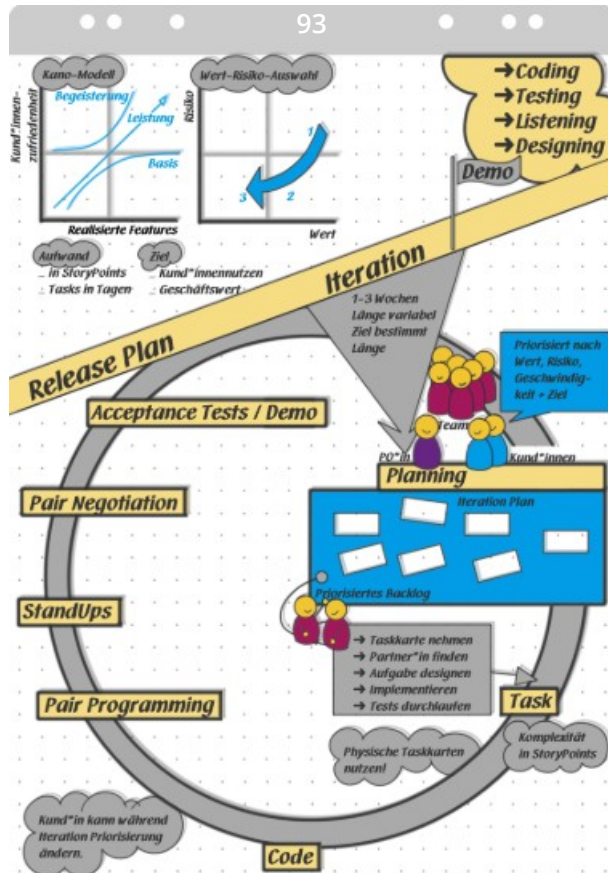 93
Kano-Modell
Kund*innen-
zufriedenheit
Begeisterung
Leistung
Basis
Realisierte Features
Wert-Risiko-Auswahl
Risiko
1
2
3
Wert
→ Coding
→ Testing
→ Listening
→ Designing
Demo
Aufwand
… in StoryPoints
… Tasks in Tagen
Ziel
… Kund*innennutzen
… Geschäftswert
Release Plan
Iteration
1-3 Wochen
Länge variabel
Ziel bestimmt
Länge
Priorisiert nach
Wert, Risiko,
Geschwindig-
keit + Ziel
Team
PO*in
Kund*innen
Planning
Iteration Plan
Priorisiertes Backlog
Acceptance Tests / Demo
Pair Negotiation
StandUps
Pair Programming
→ Taskkarte nehmen
→ Partner*in finden
→ Aufgabe designen
→ Implementieren
→ Tests durchlaufen
Task
Komplexität
in StoryPoints
Physische Taskkarten
nutzen!
Kund*in kann während
Iteration Priorisierung
ändern.
Code